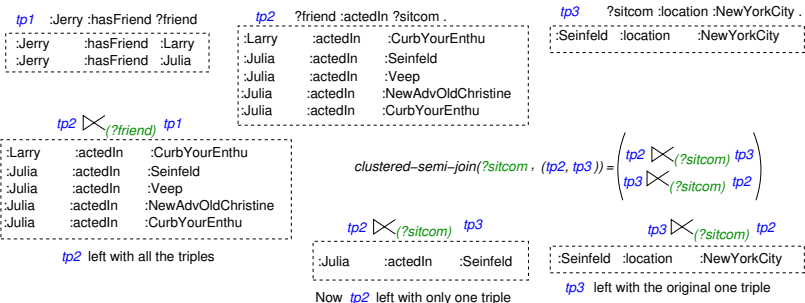 tp1 :Jerry :hasFriend ?friend
:Jerry :hasFriend :Larry
:Jerry :hasFriend :Julia
tp2 ?friend :actedIn ?sitcom .
:Larry :actedIn :CurbYourEnthu
:Julia :actedIn :Seinfeld
:Julia :actedIn :Veep
:Julia :actedIn :NewAdvOldChristine
:Julia :actedIn :CurbYourEnthu
tp3 ?sitcom :location :NewYorkCity .
:Seinfeld :location :NewYorkCity
tp2 ⋉(?friend) tp1
:Larry :actedIn :CurbYourEnthu
:Julia :actedIn :Seinfeld
:Julia :actedIn :Veep
:Julia :actedIn :NewAdvOldChristine
:Julia :actedIn :CurbYourEnthu
tp2 left with all the triples
clustered−semi−join(?sitcom , (tp2, tp3)) =
tp2 ⋉(?sitcom) tp3
tp3 ⋉(?sitcom) tp2
tp2 ⋉(?sitcom) tp3
:Julia :actedIn :Seinfeld
Now tp2 left with only one triple
tp3 ⋉(?sitcom) tp2
:Seinfeld :location :NewYorkCity
tp3 left with the original one triple